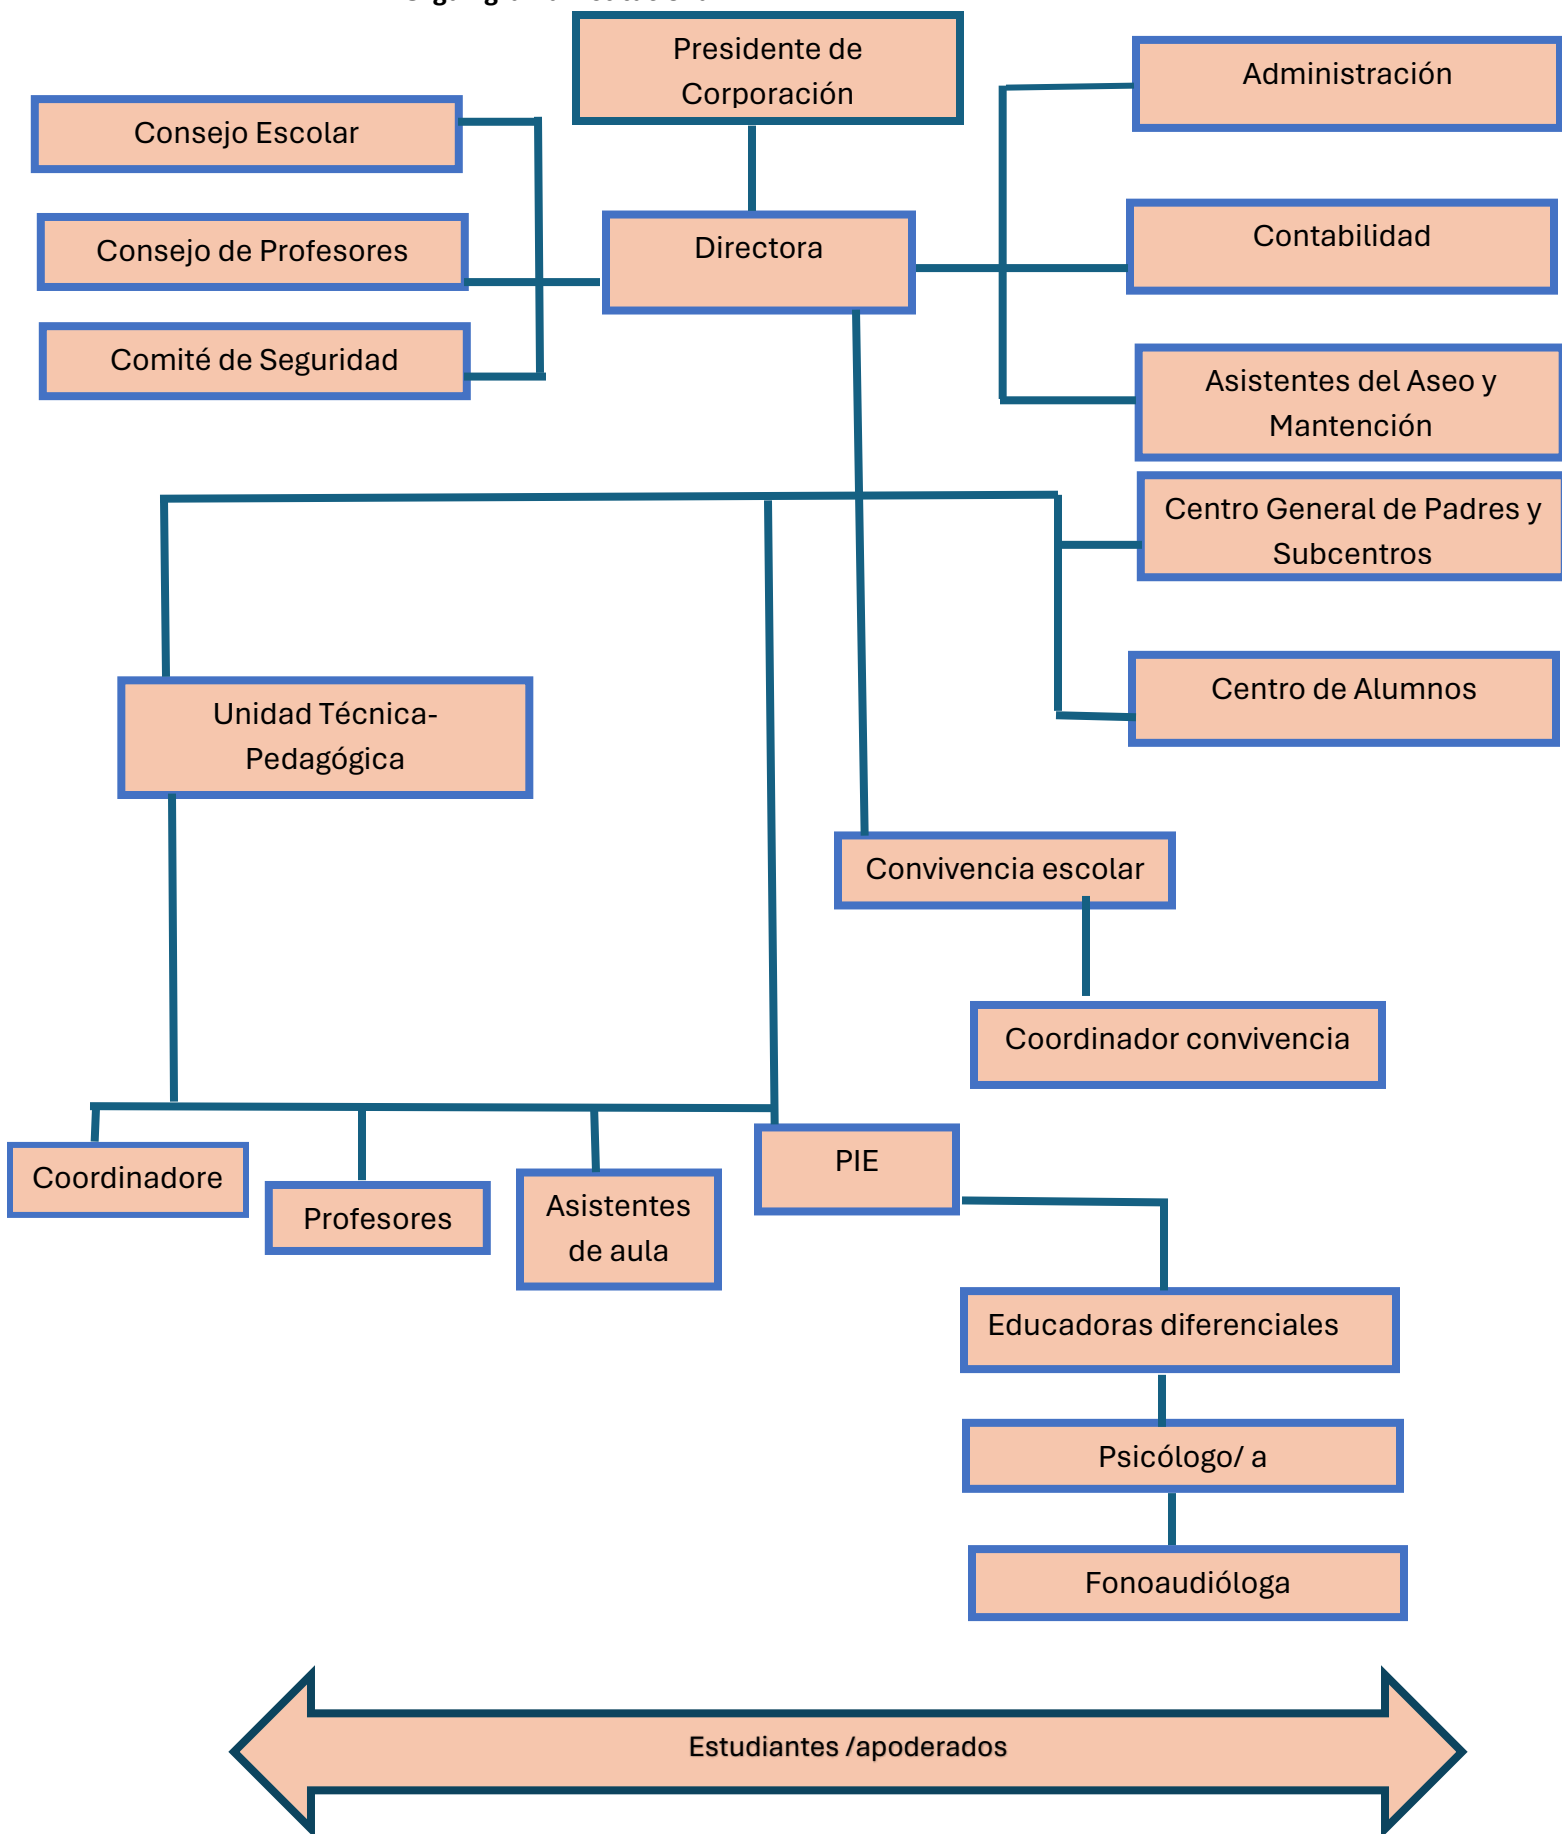 Presidente de
Corporación
Administración
Consejo Escolar
Consejo de Profesores
Directora
Contabilidad
Comité de Seguridad
Asistentes del Aseo y
Mantención
Centro General de Padres y
Subcentros
Centro de Alumnos
Unidad Técnica-
Pedagógica
Convivencia escolar
Coordinador convivencia
Coordinadore
Profesores
Asistentes
de aula
PIE
Educadoras diferenciales
Psicólogo/ a
Fonoaudióloga
Estudiantes /apoderados